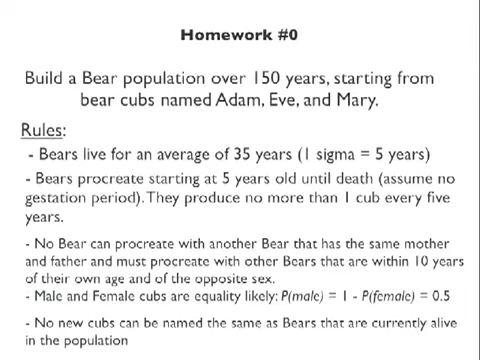 Homework #0
Build a Bear population over 150 years, starting from
bear cubs named Adam, Eve, and Mary.
Rules:
- Bears live for an average of 35 years (1 sigma = 5 years)
- Bears procreate starting at 5 years old until death (assume no
gestation period). They produce no more than 1 cub every five
years.
- No Bear can procreate with another Bear that has the same mother
and father and must procreate with other Bears that are within 10 years
of their own age and of the opposite sex.
- Male and Female cubs are equality likely: P(male) = 1 - P(female) = 0.5
- No new cubs can be named the same as Bears that are currently alive
in the population